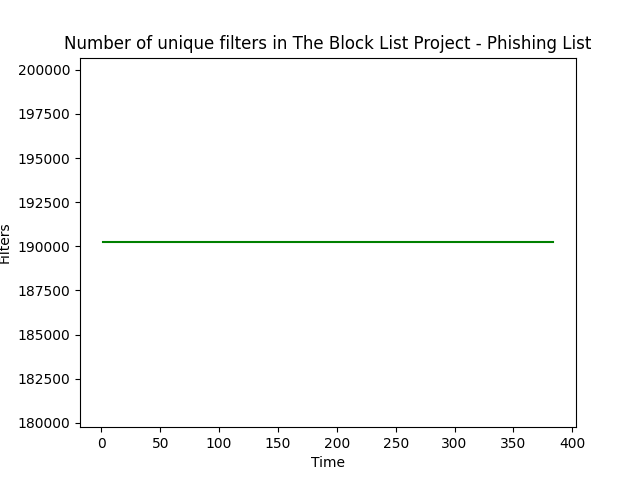 Number of unique filters in The Block List Project - Phishing List
200000
197500
195000
192500
190000
187500
185000
182500
180000
Filters
0 50 100 150 200 250 300 350 400
Time